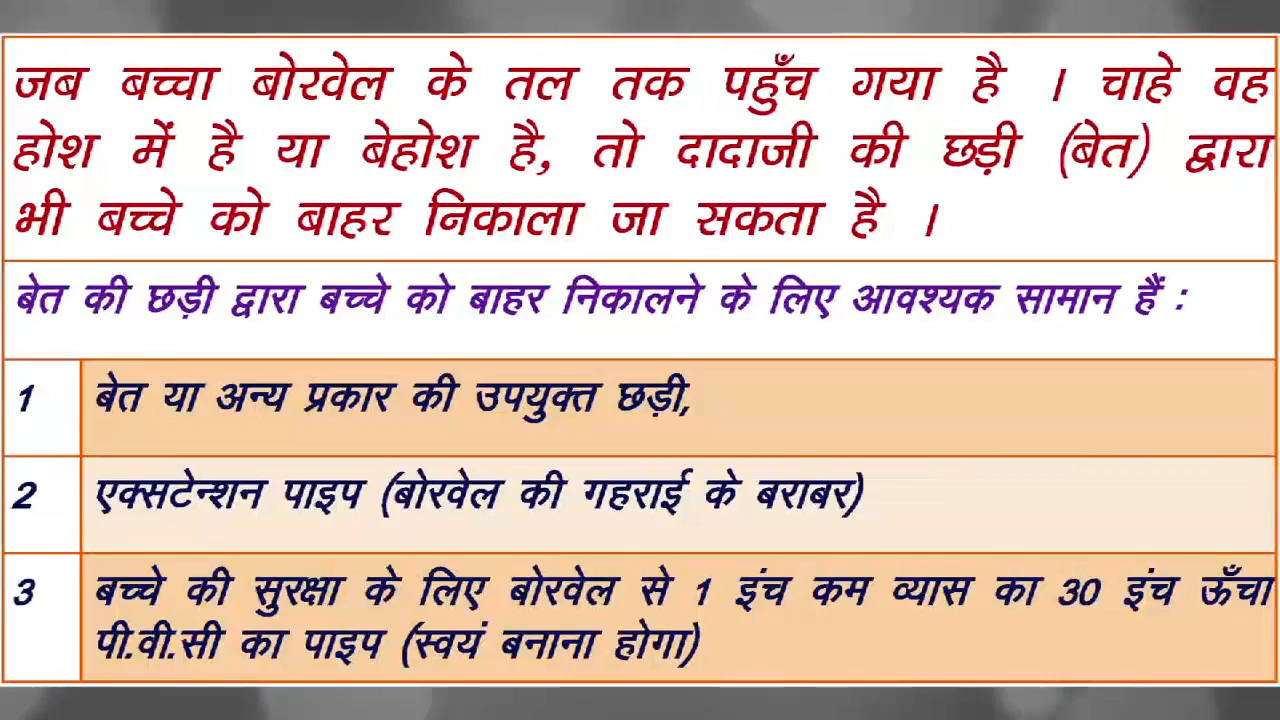 जब बच्चा बोरवेल के तल तक पहुँच गया है । चाहे वह
होश में है या बेहोश है, तो दादाजी की छड़ी (बेत) द्वारा
भी बच्चे को बाहर निकाला जा सकता है ।
बेत की छड़ी द्वारा बच्चे को बाहर निकालने के लिए आवश्यक सामान हैं :
1 बेत या अन्य प्रकार की उपयुक्त छड़ी,
2 एक्सटेन्शन पाइप (बोरवेल की गहराई के बराबर)
3 बच्चे की सुरक्षा के लिए बोरवेल से 1 इंच कम व्यास का 30 इंच ऊँचा
पी.वी.सी का पाइप (स्वयं बनाना होगा)